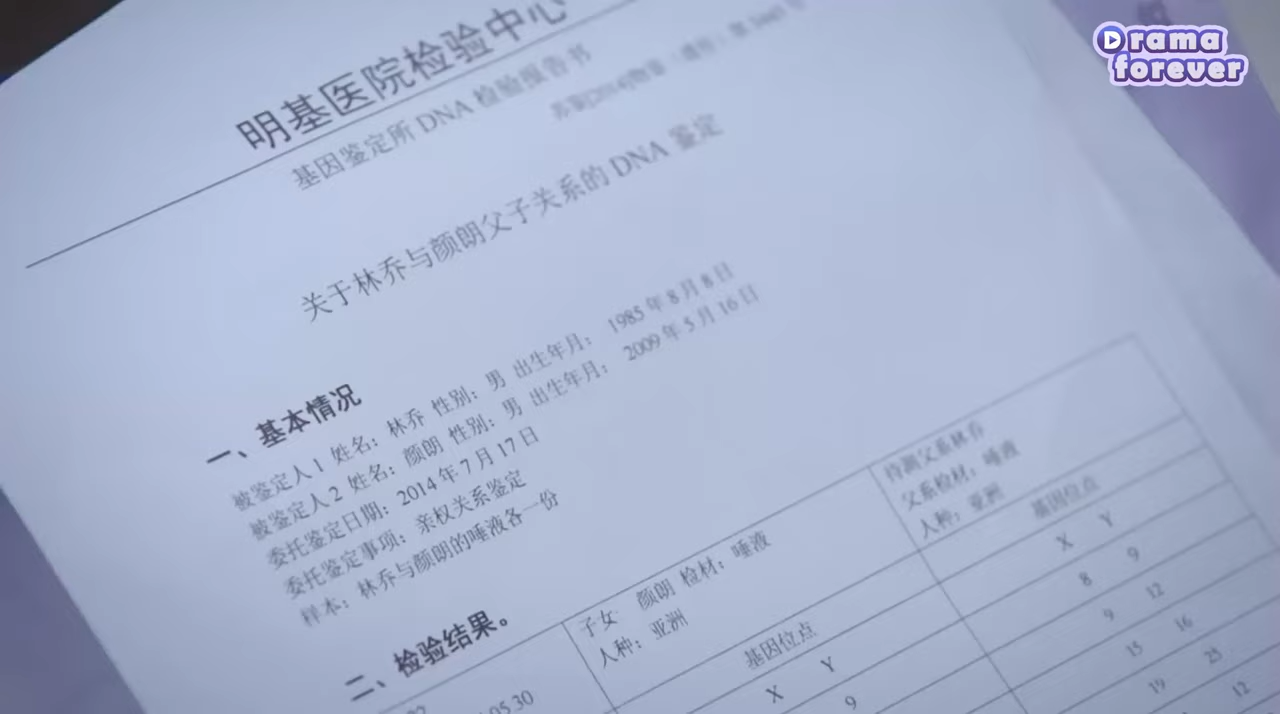 Drama
forever
明基医院检验中心
基因鉴定所 DNA 检验报告书
关于林乔与颜朗父子关系的 DNA 鉴定
一、基本情况
被鉴定人 1 姓名：林乔 性别：男 出生年月： 1985 年 8 月 8 日
被鉴定人 2 姓名：颜朗 性别：男 出生年月： 2009 年 5 月 16 日
委托鉴定日期：2014 年 7 月 17 日
委托鉴定事项：亲权关系鉴定
样本：林乔与颜朗的唾液各一份
二、检验结果。
子女 颜朗 检材：唾液
人种：亚洲
基因位点
X Y
9
待测父系林乔
父系检材：唾液
人种：亚洲
基因位点
X Y
8 9
9 12
15 16
19 25
12
05.30